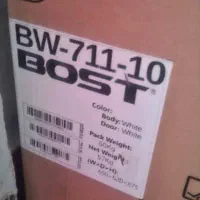 BW-711-10
BOST®
Color:
Body: White
Door: White
Pack Weight:
Net Weight:
(W×D×H)